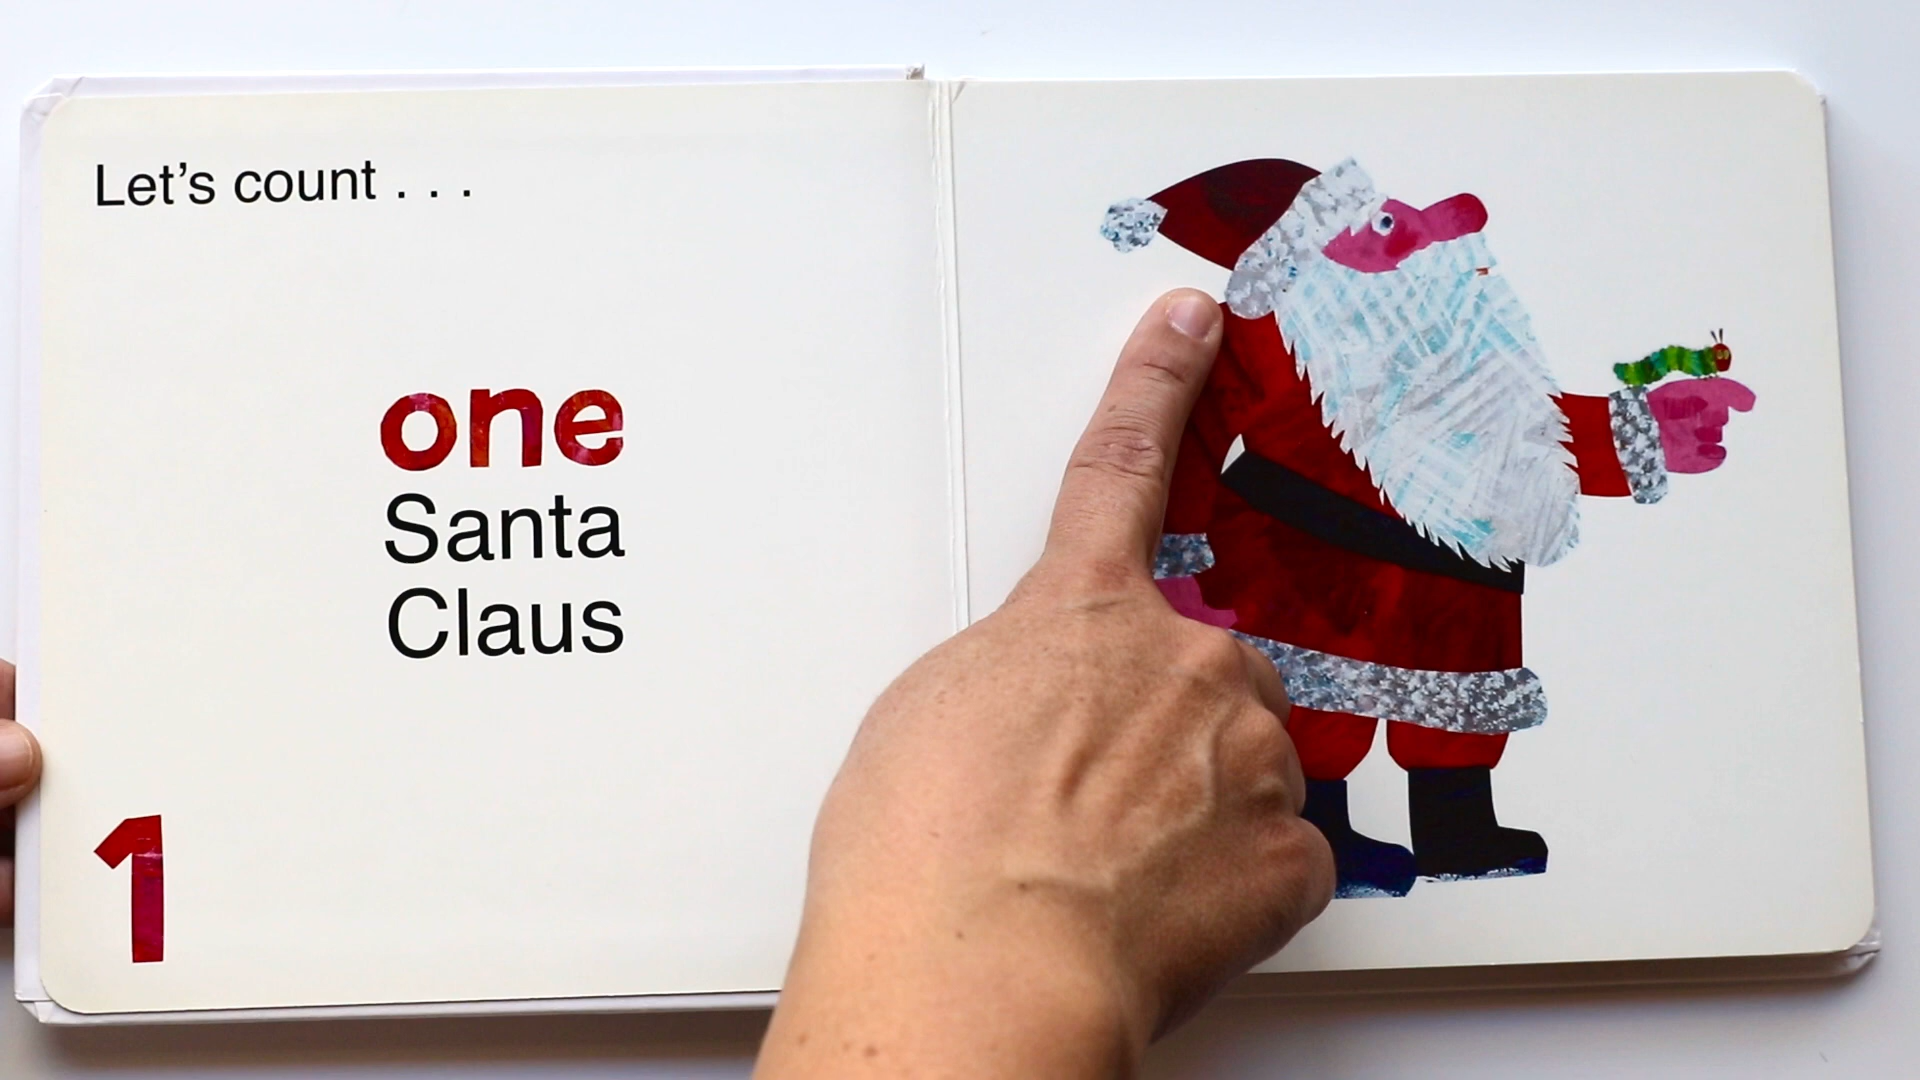 Let's count . . .
one
Santa
Claus
1